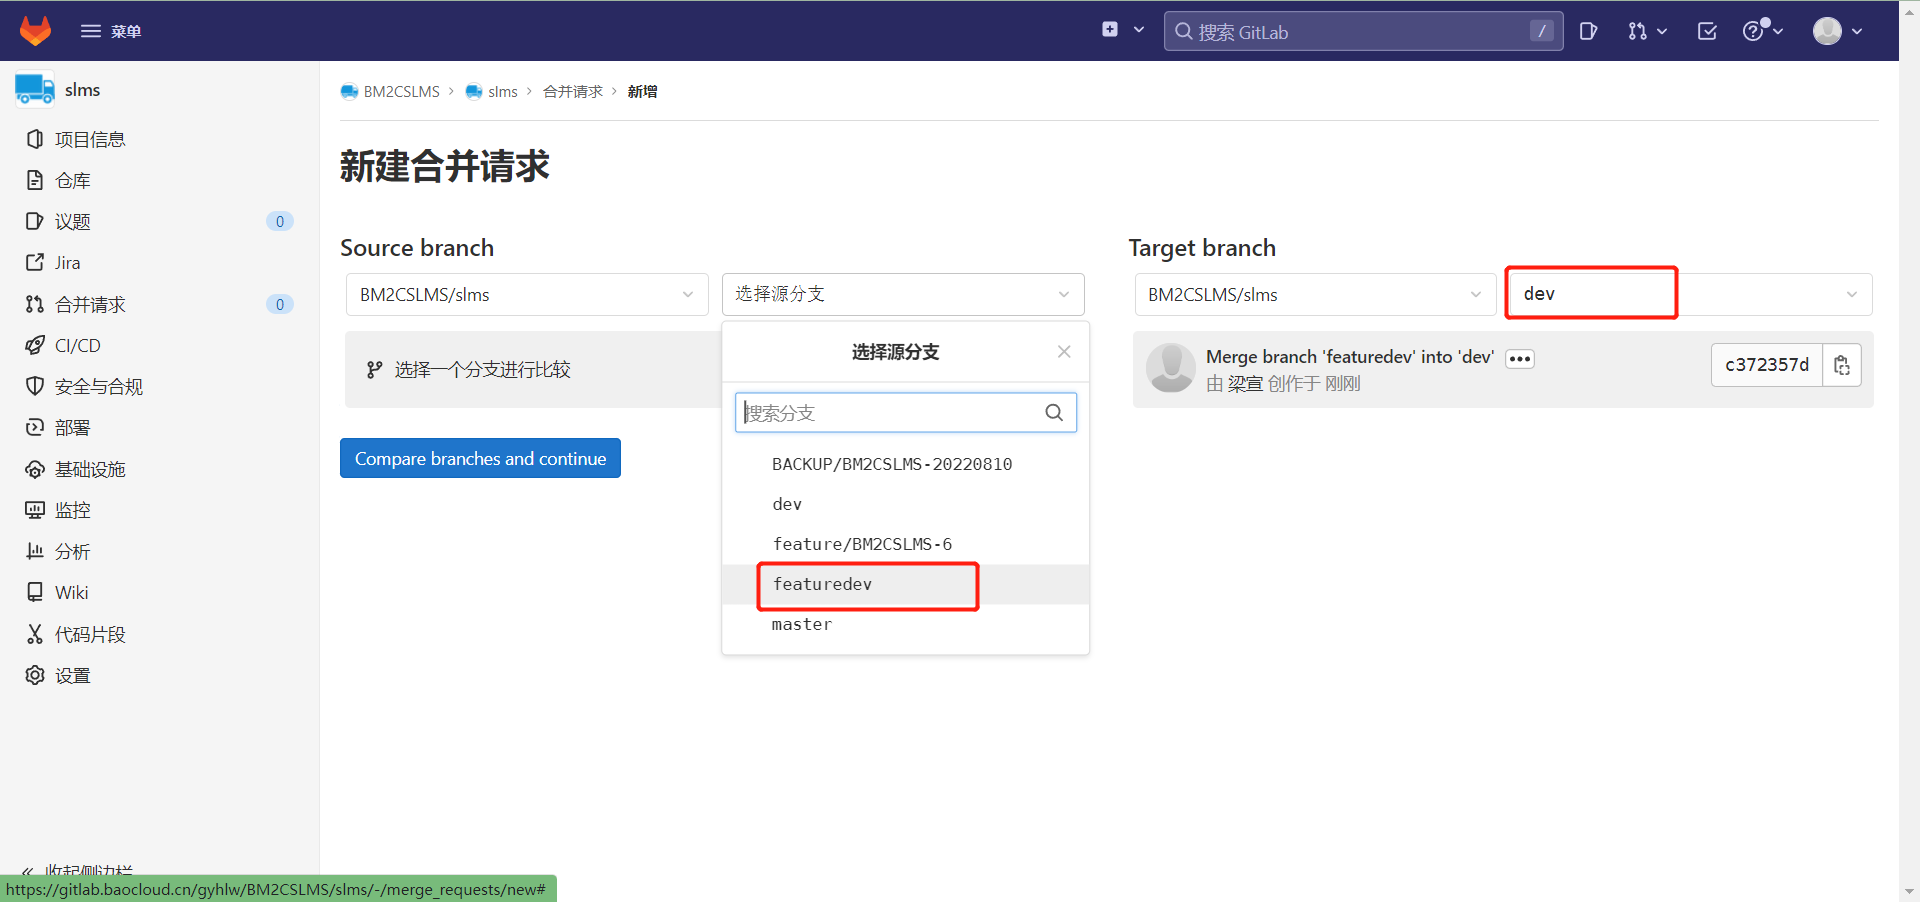 菜单
搜索 GitLab
/
slms
项目信息
仓库
议题
0
Jira
合并请求
0
CI/CD
安全与合规
部署
基础设施
监控
分析
Wiki
代码片段
设置
收起侧边栏
BM2CSLMS › slms › 合并请求 › 新增
新建合并请求
Source branch
BM2CSLMS/slms
选择源分支
选择一个分支进行比较
Compare branches and continue
选择源分支
搜索分支
BACKUP/BM2CSLMS-20220810
dev
feature/BM2CSLMS-6
featuredev
master
Target branch
BM2CSLMS/slms
dev
Merge branch 'featuredev' into 'dev'
由 梁宣 创作于 刚刚
c372357d
https://gitlab.baocloud.cn/gyhlw/BM2CSLMS/slms/-/merge_requests/new#